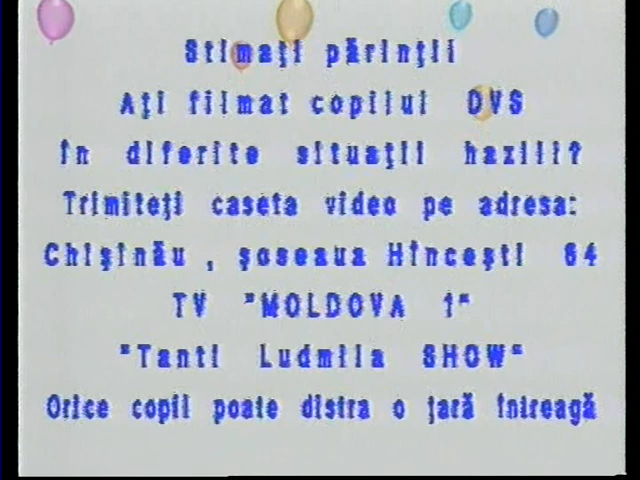 Stimaţi părinţi!
Aţi filmat copilul DVS
în diferite situaţii hazlii?
Trimiteţi caseta video pe adresa:
Chişinău , şoseaua Hînceşti 64
TV "MOLDOVA 1"
"Tanti Ludmila SHOW"
Orice copil poate distra o ţară întreagă